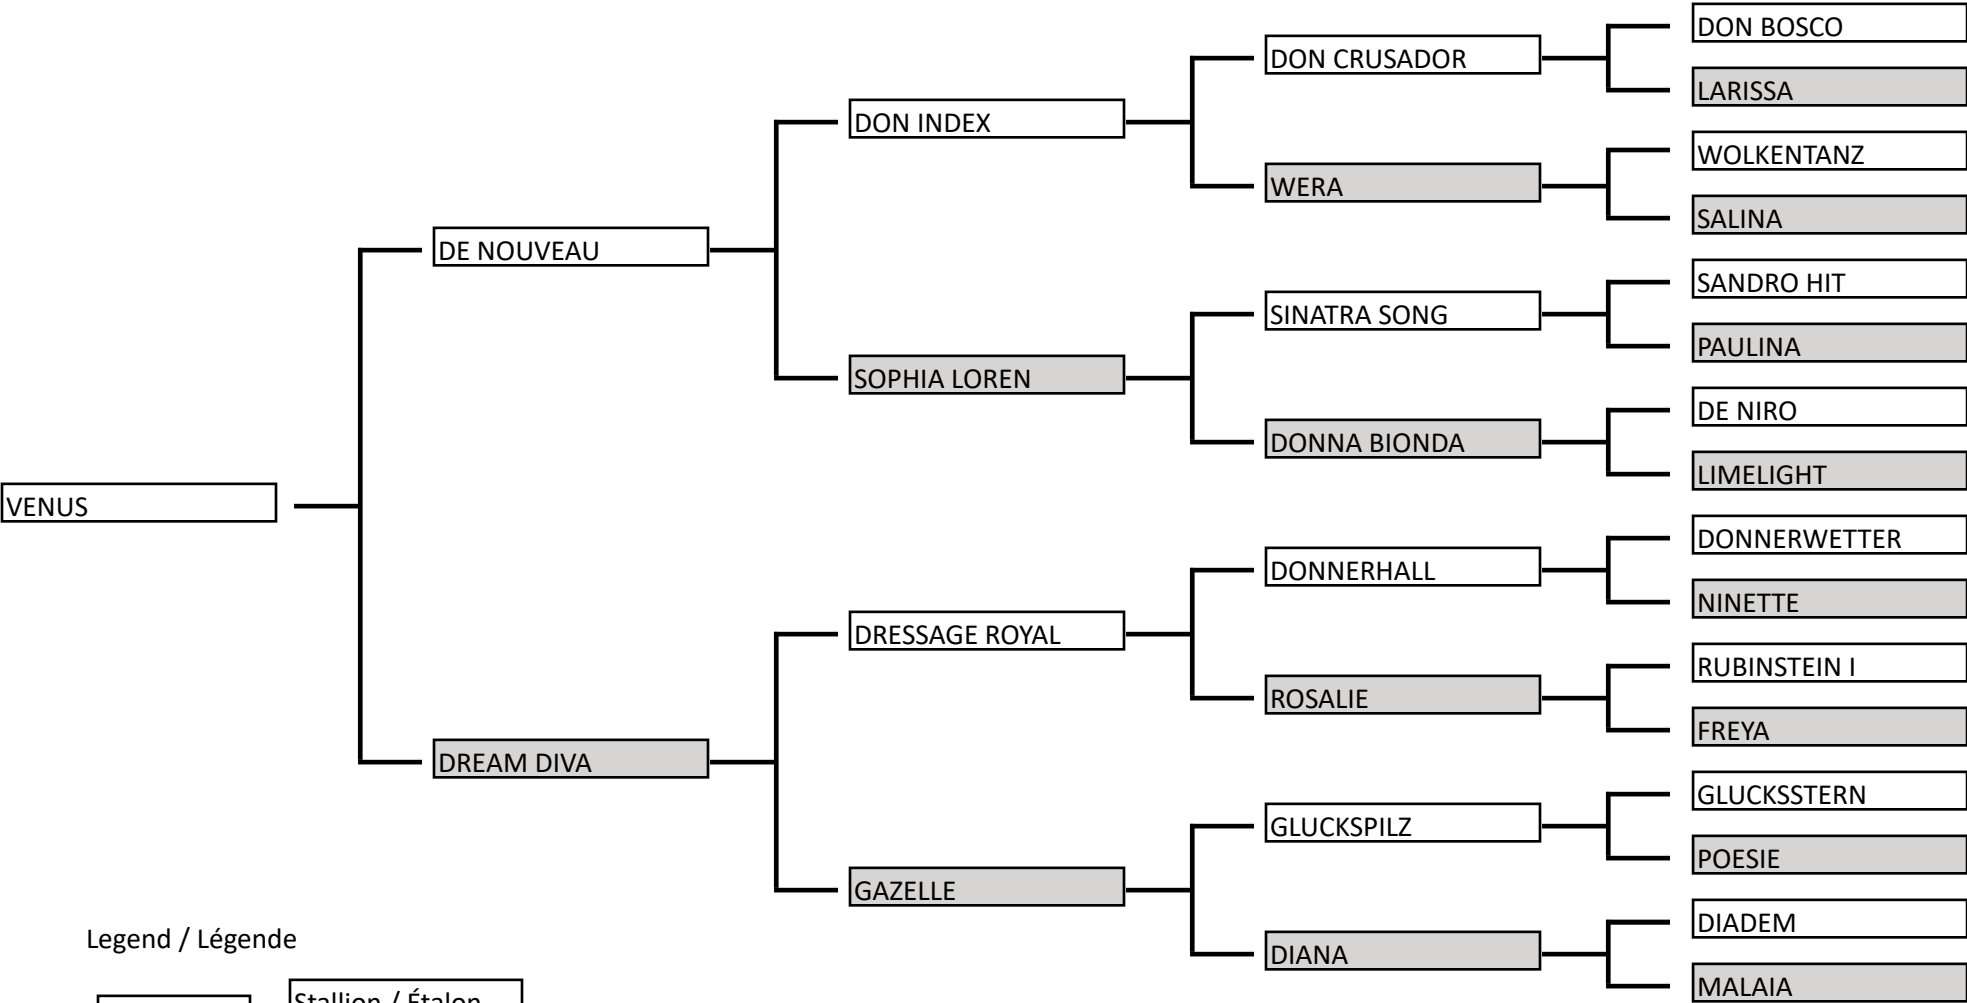 VENUS
DE NOUVEAU
DREAM DIVA
DON INDEX
SOPHIA LOREN
DRESSAGE ROYAL
GAZELLE
DON CRUSADOR
WERA
SINATRA SONG
DONNA BIONDA
DONNERHALL
ROSALIE
GLUCKSPILZ
DIANA
DON BOSCO
LARISSA
WOLKENTANZ
SALINA
SANDRO HIT
PAULINA
DE NIRO
LIMELIGHT
DONNERWETTER
NINETTE
RUBINSTEIN I
FREYA
GLUCKSSTERN
POESIE
DIADEM
MALAIA
Legend / Légende
Stallion / Étalon